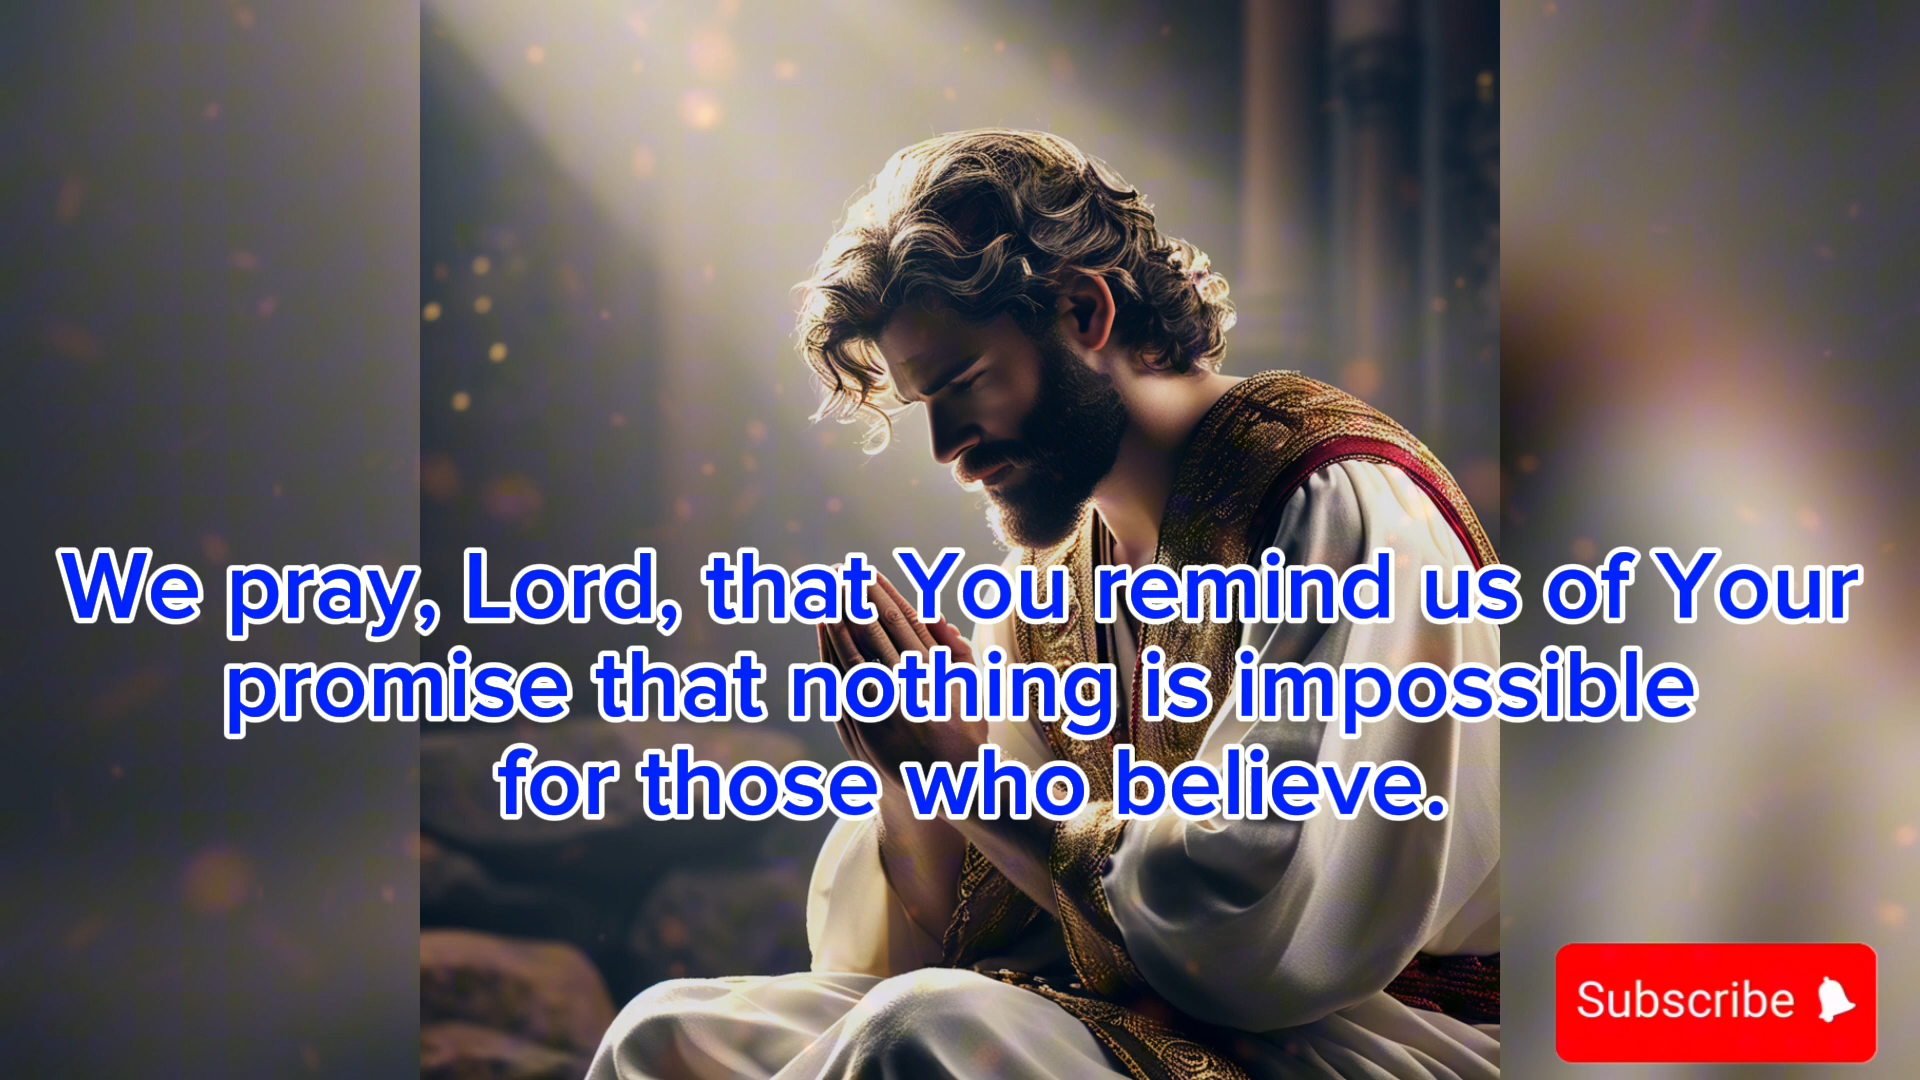 We pray, Lord, that You remind us of Your
promise that nothing is impossible
for those who believe.
Subscribe